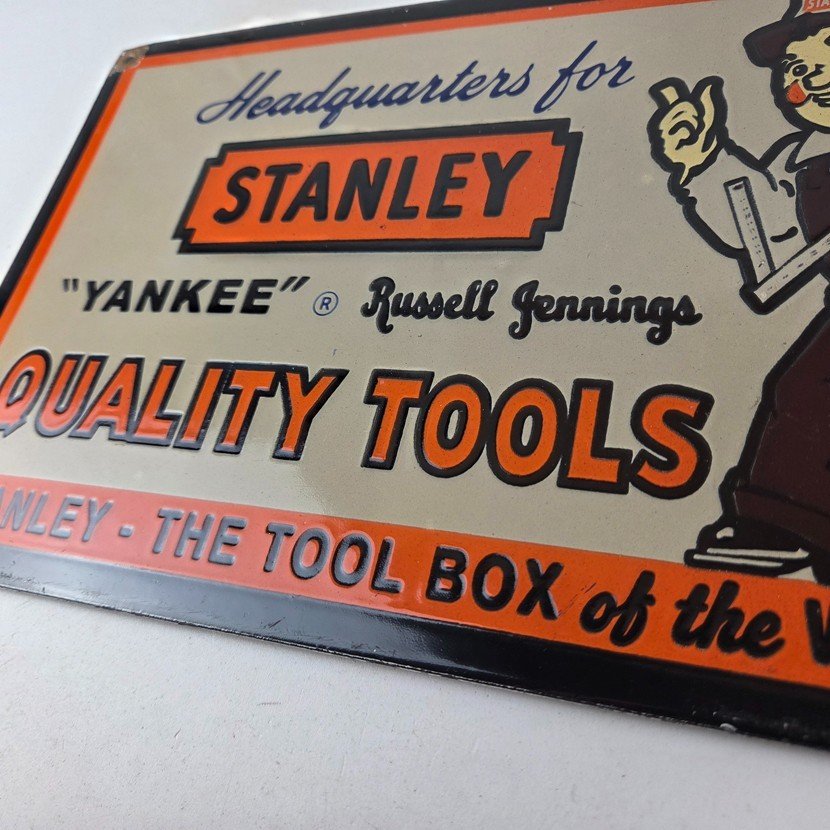 Headquarters for
STANLEY
"YANKEE" ® Russell Jennings
QUALITY TOOLS
ANLEY - THE TOOL BOX of the